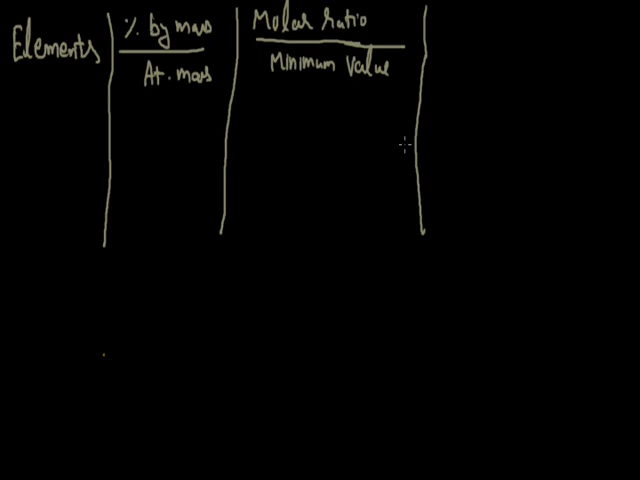 Elements
% by mass
At. mass
Molar ratio
Minimum value